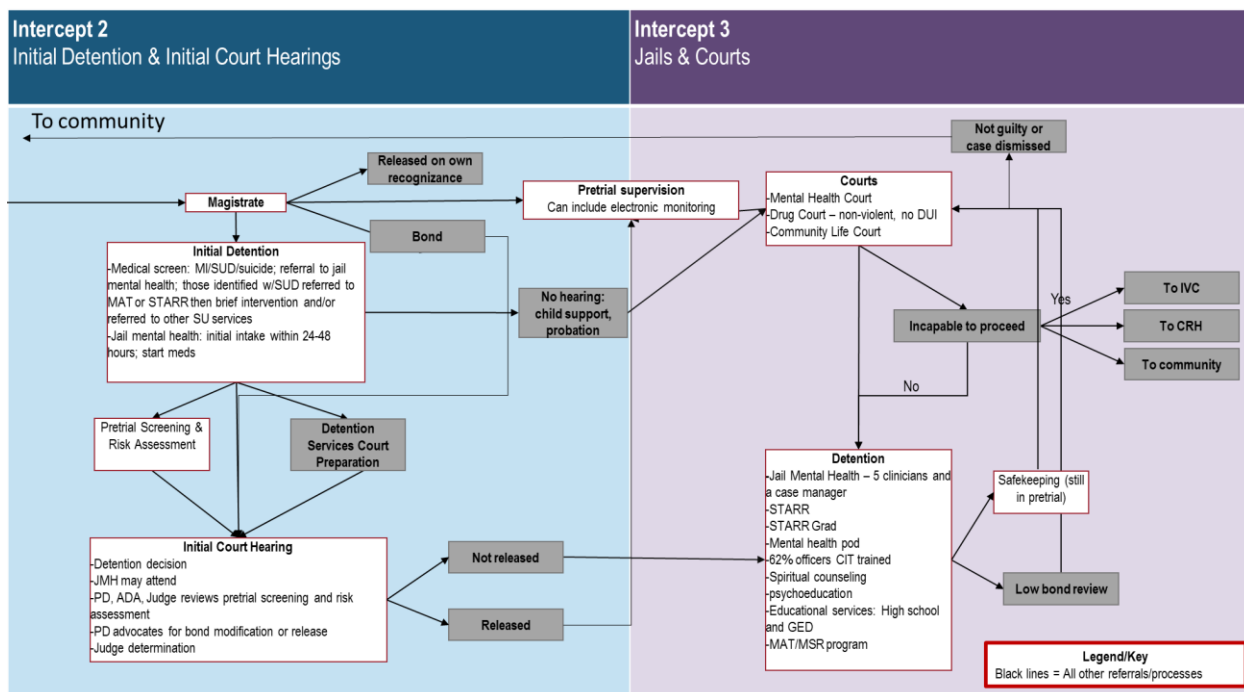 Intercept 2
Initial Detention & Initial Court Hearings
Intercept 3
Jails & Courts
To community
Not guilty or
case dismissed
Released on own
recognizance
Magistrate
Pretrial supervision
Can include electronic monitoring
Courts
-Mental Health Court
-Drug Court – non-violent, no DUI
-Community Life Court
Bond
Initial Detention
-Medical screen: MI/SUD/suicide; referral to jail
mental health; those identified w/SUD referred to
MAT or STARR then brief intervention and/or
referred to other SU services
-Jail mental health: initial intake within 24-48
hours; start meds
No hearing:
child support,
probation
Incapable to proceed
Yes
To IVC
To CRH
To community
No
Pretrial Screening &
Risk Assessment
Detention
Services Court
Preparation
Detention
-Jail Mental Health – 5 clinicians and
a case manager
-STARR
-STARR Grad
-Mental health pod
-62% officers CIT trained
-Spiritual counseling
-psychoeducation
-Educational services: High school
and GED
-MAT/MSR program
Safekeeping (still
in pretrial)
Low bond review
Initial Court Hearing
-Detention decision
-JMH may attend
-PD, ADA, Judge reviews pretrial screening and risk
assessment
-PD advocates for bond modification or release
-Judge determination
Not released
Released
Legend/Key
Black lines = All other referrals/processes